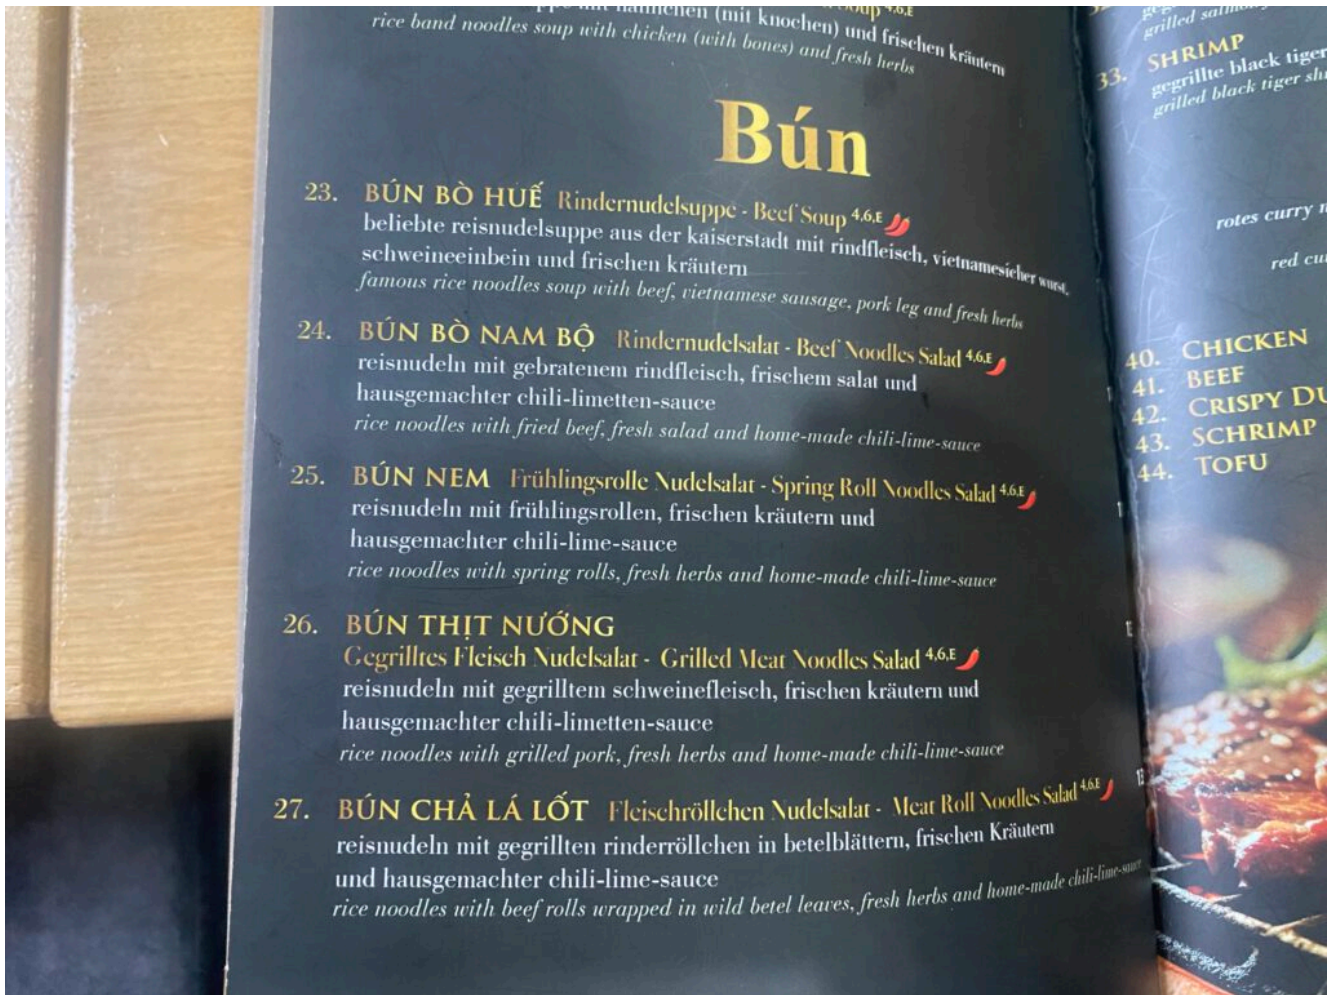 hähnchen (mit knochen) und frischen kräutern
rice band noodles soup with chicken (with bones) and fresh herbs
Bún
23. BÚN BÒ HUẾ Rindernudelsuppe - Beef Soup 4,6,E
beliebte reisnudelsuppe aus der kaiserstadt mit rindfleisch, vietnamesicher wurst,
schweineeinbein und frischen kräutern
famous rice noodles soup with beef, vietnamese sausage, pork leg and fresh herbs
24. BÚN BÒ NAM BỘ Rindernudelsalat - Beef Noodles Salad 4,6,E
reisnudeln mit gebratenem rindfleisch, frischem salat und
hausgemachter chili-limetten-sauce
rice noodles with fried beef, fresh salad and home-made chili-lime-sauce
25. BÚN NEM Frühlingsrolle Nudelsalat - Spring Roll Noodles Salad 4,6,E
reisnudeln mit frühlingsrollen, frischen kräutern und
hausgemachter chili-lime-sauce
rice noodles with spring rolls, fresh herbs and home-made chili-lime-sauce
26. BÚN THỊT NƯỚNG
Gegrilltes Fleisch Nudelsalat - Grilled Meat Noodles Salad 4,6,E
reisnudeln mit gegrilltem schweinefleisch, frischen kräutern und
hausgemachter chili-limetten-sauce
rice noodles with grilled pork, fresh herbs and home-made chili-lime-sauce
27. BÚN CHẢ LÁ LỐT Fleischröllchen Nudelsalat - Meat Roll Noodles Salad 4,6,E
reisnudeln mit gegrillten rinderröllchen in betelblättern, frischen Kräutern
und hausgemachter chili-lime-sauce
rice noodles with beef rolls wrapped in wild betel leaves, fresh herbs and home-made chili-lime-sauce
grilled
33. SHRIMP
gegrillte black tiger
grilled black tiger
rotes curry
red
40. CHICKEN
41. BEEF
42. CRISPY
43. SCHRIMP
44. TOFU